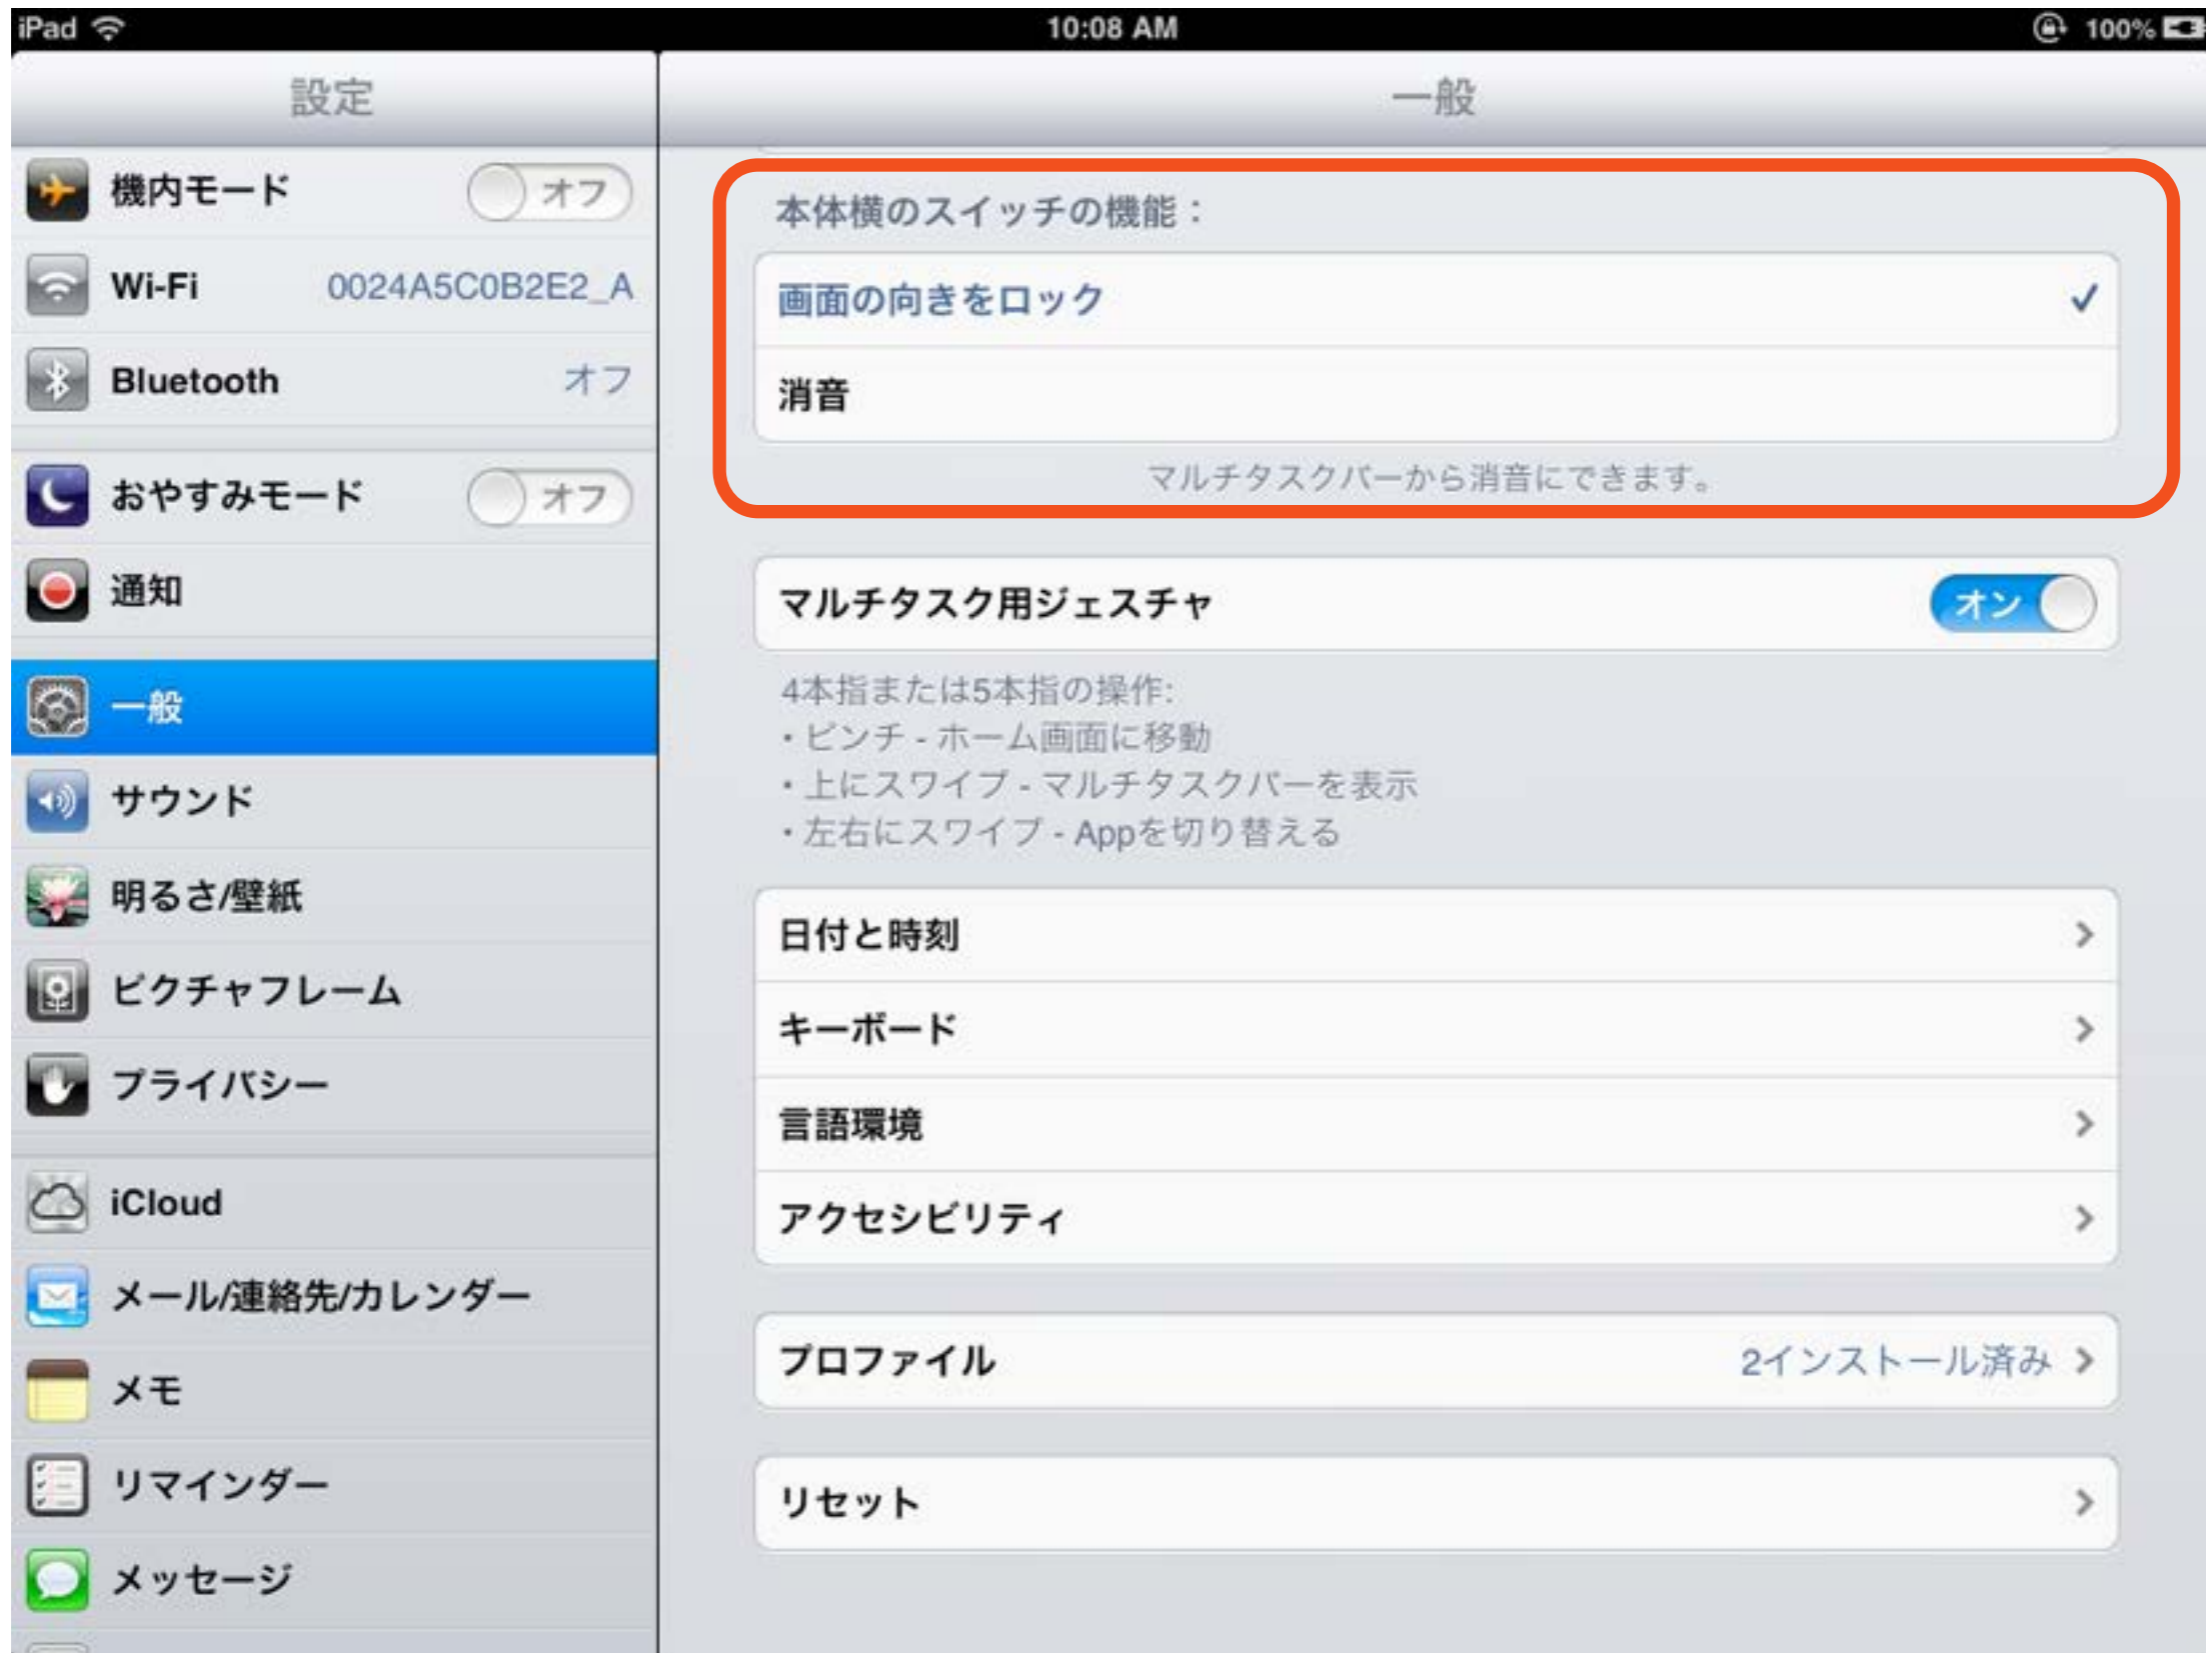 iPad
10:08 AM
100%
設定
機内モード オフ
Wi-Fi 0024A5C0B2E2_A
Bluetooth オフ
おやすみモード オフ
通知
一般
サウンド
明るさ/壁紙
ピクチャフレーム
プライバシー
iCloud
メール/連絡先/カレンダー
メモ
リマインダー
メッセージ
一般
本体横のスイッチの機能：
画面の向きをロック
消音
マルチタスクバーから消音にできます。
マルチタスク用ジェスチャ オン
4本指または5本指の操作:
・ピンチ - ホーム画面に移動
・上にスワイプ - マルチタスクバーを表示
・左右にスワイプ - Appを切り替える
日付と時刻
キーボード
言語環境
アクセシビリティ
プロファイル 2インストール済み
リセット